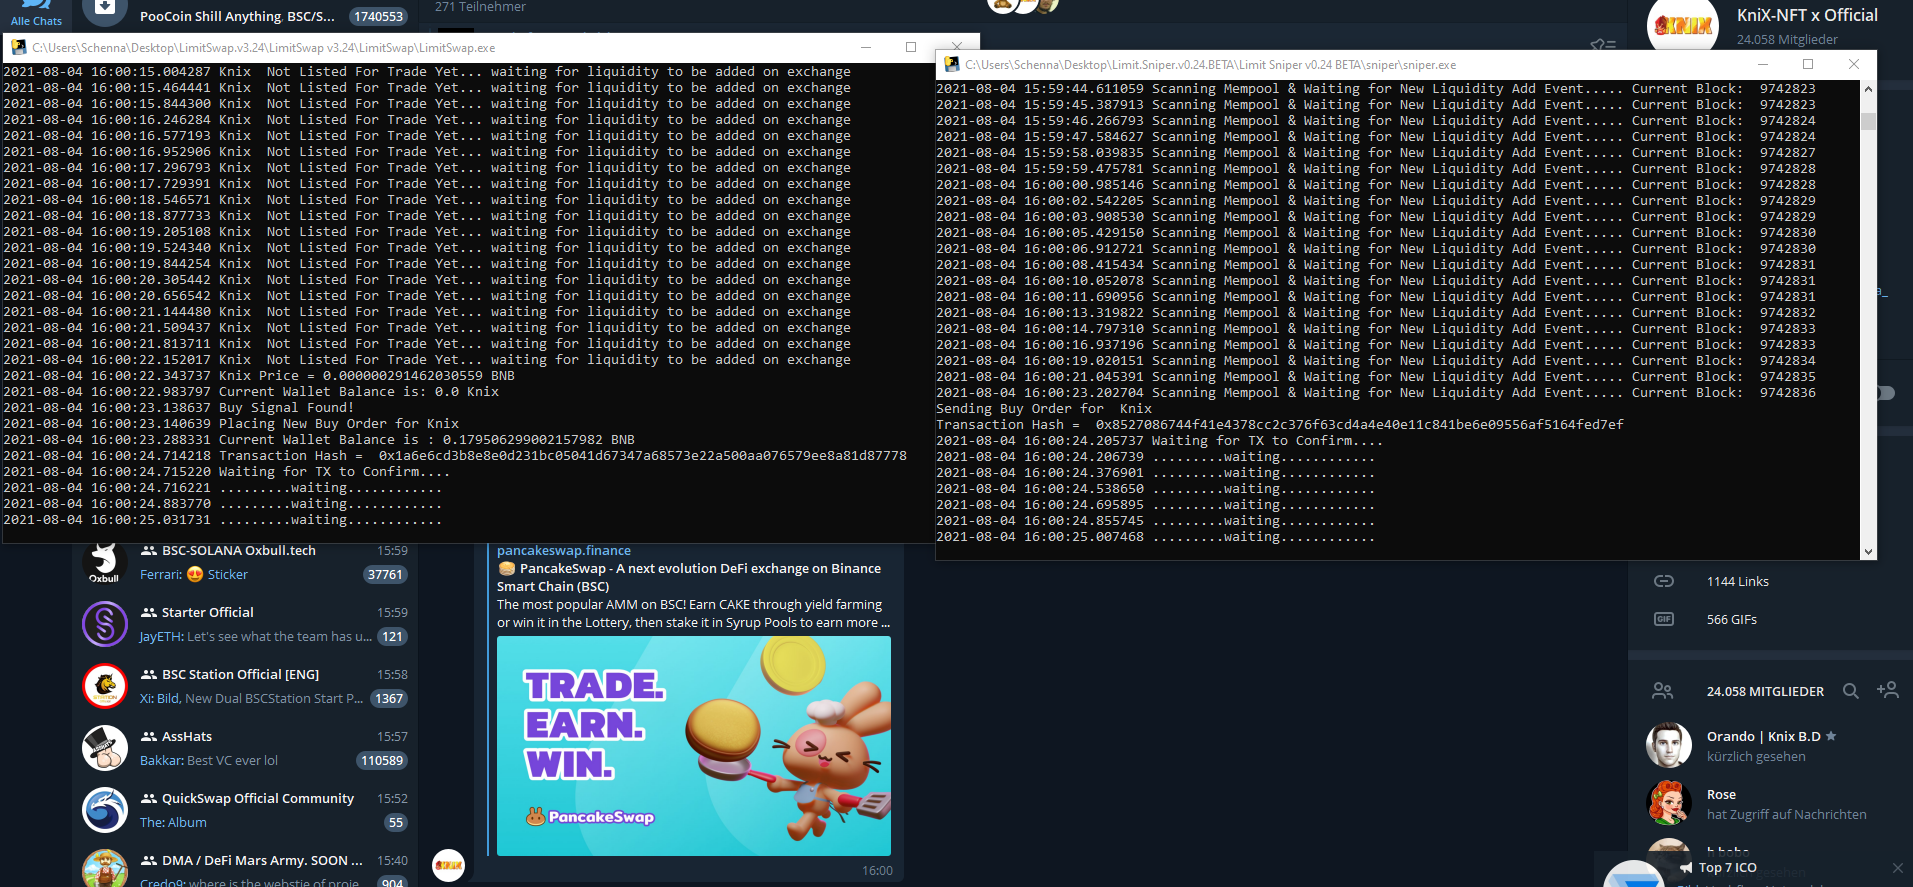 Alle Chats
PooCoin Shill Anything, BSC/S...
1740553
271 Teilnehmer
KNIX
KniX-NFT x Official
24.058 Mitglieder
C:\Users\Schenna\Desktop\LimitSwap.v3.24\LimitSwap v3.24\LimitSwap\LimitSwap.exe
2021-08-04 16:00:15.004287 Knix  Not Listed For Trade Yet... waiting for liquidity to be added on exchange
2021-08-04 16:00:15.464441 Knix  Not Listed For Trade Yet... waiting for liquidity to be added on exchange
2021-08-04 16:00:15.844300 Knix  Not Listed For Trade Yet... waiting for liquidity to be added on exchange
2021-08-04 16:00:16.246284 Knix  Not Listed For Trade Yet... waiting for liquidity to be added on exchange
2021-08-04 16:00:16.577193 Knix  Not Listed For Trade Yet... waiting for liquidity to be added on exchange
2021-08-04 16:00:16.952906 Knix  Not Listed For Trade Yet... waiting for liquidity to be added on exchange
2021-08-04 16:00:17.296793 Knix  Not Listed For Trade Yet... waiting for liquidity to be added on exchange
2021-08-04 16:00:17.729391 Knix  Not Listed For Trade Yet... waiting for liquidity to be added on exchange
2021-08-04 16:00:18.546571 Knix  Not Listed For Trade Yet... waiting for liquidity to be added on exchange
2021-08-04 16:00:18.877733 Knix  Not Listed For Trade Yet... waiting for liquidity to be added on exchange
2021-08-04 16:00:19.205108 Knix  Not Listed For Trade Yet... waiting for liquidity to be added on exchange
2021-08-04 16:00:19.524340 Knix  Not Listed For Trade Yet... waiting for liquidity to be added on exchange
2021-08-04 16:00:19.844254 Knix  Not Listed For Trade Yet... waiting for liquidity to be added on exchange
2021-08-04 16:00:20.305442 Knix  Not Listed For Trade Yet... waiting for liquidity to be added on exchange
2021-08-04 16:00:20.656542 Knix  Not Listed For Trade Yet... waiting for liquidity to be added on exchange
2021-08-04 16:00:21.144480 Knix  Not Listed For Trade Yet... waiting for liquidity to be added on exchange
2021-08-04 16:00:21.509437 Knix  Not Listed For Trade Yet... waiting for liquidity to be added on exchange
2021-08-04 16:00:21.813711 Knix  Not Listed For Trade Yet... waiting for liquidity to be added on exchange
2021-08-04 16:00:22.152017 Knix  Not Listed For Trade Yet... waiting for liquidity to be added on exchange
2021-08-04 16:00:22.343737 Knix Price = 0.000000291462030559 BNB
2021-08-04 16:00:22.983797 Current Wallet Balance is: 0.0 Knix
2021-08-04 16:00:23.138637 Buy Signal Found!
2021-08-04 16:00:23.140639 Placing New Buy Order for Knix
2021-08-04 16:00:23.288331 Current Wallet Balance is : 0.179506299002157982 BNB
2021-08-04 16:00:24.714218 Transaction Hash =  0x1a6e6cd3b8e8e0d231bc05041d67347a68573e22a500aa076579ee8a81d87778
2021-08-04 16:00:24.715220 Waiting for TX to Confirm....
2021-08-04 16:00:24.716221 .........waiting............
2021-08-04 16:00:24.883770 .........waiting............
2021-08-04 16:00:25.031731 .........waiting............
C:\Users\Schenna\Desktop\Limit.Sniper.v0.24.BETA\Limit Sniper v0.24 BETA\sniper\sniper.exe
2021-08-04 15:59:44.611059 Scanning Mempool & Waiting for New Liquidity Add Event..... Current Block:  9742823
2021-08-04 15:59:45.387913 Scanning Mempool & Waiting for New Liquidity Add Event..... Current Block:  9742823
2021-08-04 15:59:46.266793 Scanning Mempool & Waiting for New Liquidity Add Event..... Current Block:  9742824
2021-08-04 15:59:47.584627 Scanning Mempool & Waiting for New Liquidity Add Event..... Current Block:  9742824
2021-08-04 15:59:58.039835 Scanning Mempool & Waiting for New Liquidity Add Event..... Current Block:  9742827
2021-08-04 15:59:59.475781 Scanning Mempool & Waiting for New Liquidity Add Event..... Current Block:  9742828
2021-08-04 16:00:00.985146 Scanning Mempool & Waiting for New Liquidity Add Event..... Current Block:  9742828
2021-08-04 16:00:02.542205 Scanning Mempool & Waiting for New Liquidity Add Event..... Current Block:  9742829
2021-08-04 16:00:03.908530 Scanning Mempool & Waiting for New Liquidity Add Event..... Current Block:  9742829
2021-08-04 16:00:05.429150 Scanning Mempool & Waiting for New Liquidity Add Event..... Current Block:  9742830
2021-08-04 16:00:06.912721 Scanning Mempool & Waiting for New Liquidity Add Event..... Current Block:  9742830
2021-08-04 16:00:08.415434 Scanning Mempool & Waiting for New Liquidity Add Event..... Current Block:  9742831
2021-08-04 16:00:10.052078 Scanning Mempool & Waiting for New Liquidity Add Event..... Current Block:  9742831
2021-08-04 16:00:11.690956 Scanning Mempool & Waiting for New Liquidity Add Event..... Current Block:  9742831
2021-08-04 16:00:13.319822 Scanning Mempool & Waiting for New Liquidity Add Event..... Current Block:  9742832
2021-08-04 16:00:14.797310 Scanning Mempool & Waiting for New Liquidity Add Event..... Current Block:  9742833
2021-08-04 16:00:16.937196 Scanning Mempool & Waiting for New Liquidity Add Event..... Current Block:  9742833
2021-08-04 16:00:19.020151 Scanning Mempool & Waiting for New Liquidity Add Event..... Current Block:  9742834
2021-08-04 16:00:21.045391 Scanning Mempool & Waiting for New Liquidity Add Event..... Current Block:  9742835
2021-08-04 16:00:23.202704 Scanning Mempool & Waiting for New Liquidity Add Event..... Current Block:  9742836
Sending Buy Order for  Knix
Transaction Hash =  0x8527086744f41e4378cc2c376f63cd4a4e40e11c841be6e09556af5164fed7ef
2021-08-04 16:00:24.205737 Waiting for TX to Confirm....
2021-08-04 16:00:24.206739 .........waiting............
2021-08-04 16:00:24.376901 .........waiting............
2021-08-04 16:00:24.538650 .........waiting............
2021-08-04 16:00:24.695895 .........waiting............
2021-08-04 16:00:24.855745 .........waiting............
2021-08-04 16:00:25.007468 .........waiting............
a_
Oxbull
BSC-SOLANA Oxbull.tech
15:59
Ferrari: 😍 Sticker
37761
Starter Official
15:59
JayETH: Let's see what the team has u...
121
BSC Station Official [ENG]
15:58
Xi: Bild, New Dual BSCStation Start P...
1367
AssHats
15:57
Bakkar: Best VC ever lol
110589
QuickSwap Official Community
15:52
The: Album
55
DMA / DeFi Mars Army. SOON ...
15:40
Credo9: where is the webstie of proje...
904
pancakeswap.finance
🥞 PancakeSwap - A next evolution DeFi exchange on Binance
Smart Chain (BSC)
The most popular AMM on BSC! Earn CAKE through yield farming
or win it in the Lottery, then stake it in Syrup Pools to earn more ...
TRADE.
EARN.
WIN.
PancakeSwap
KNIX
16:00
1144 Links
GIF
566 GIFs
24.058 MITGLIEDER
Orando | Knix B.D
kürzlich gesehen
Rose
hat Zugriff auf Nachrichten
h bobo
Top 7 ICO